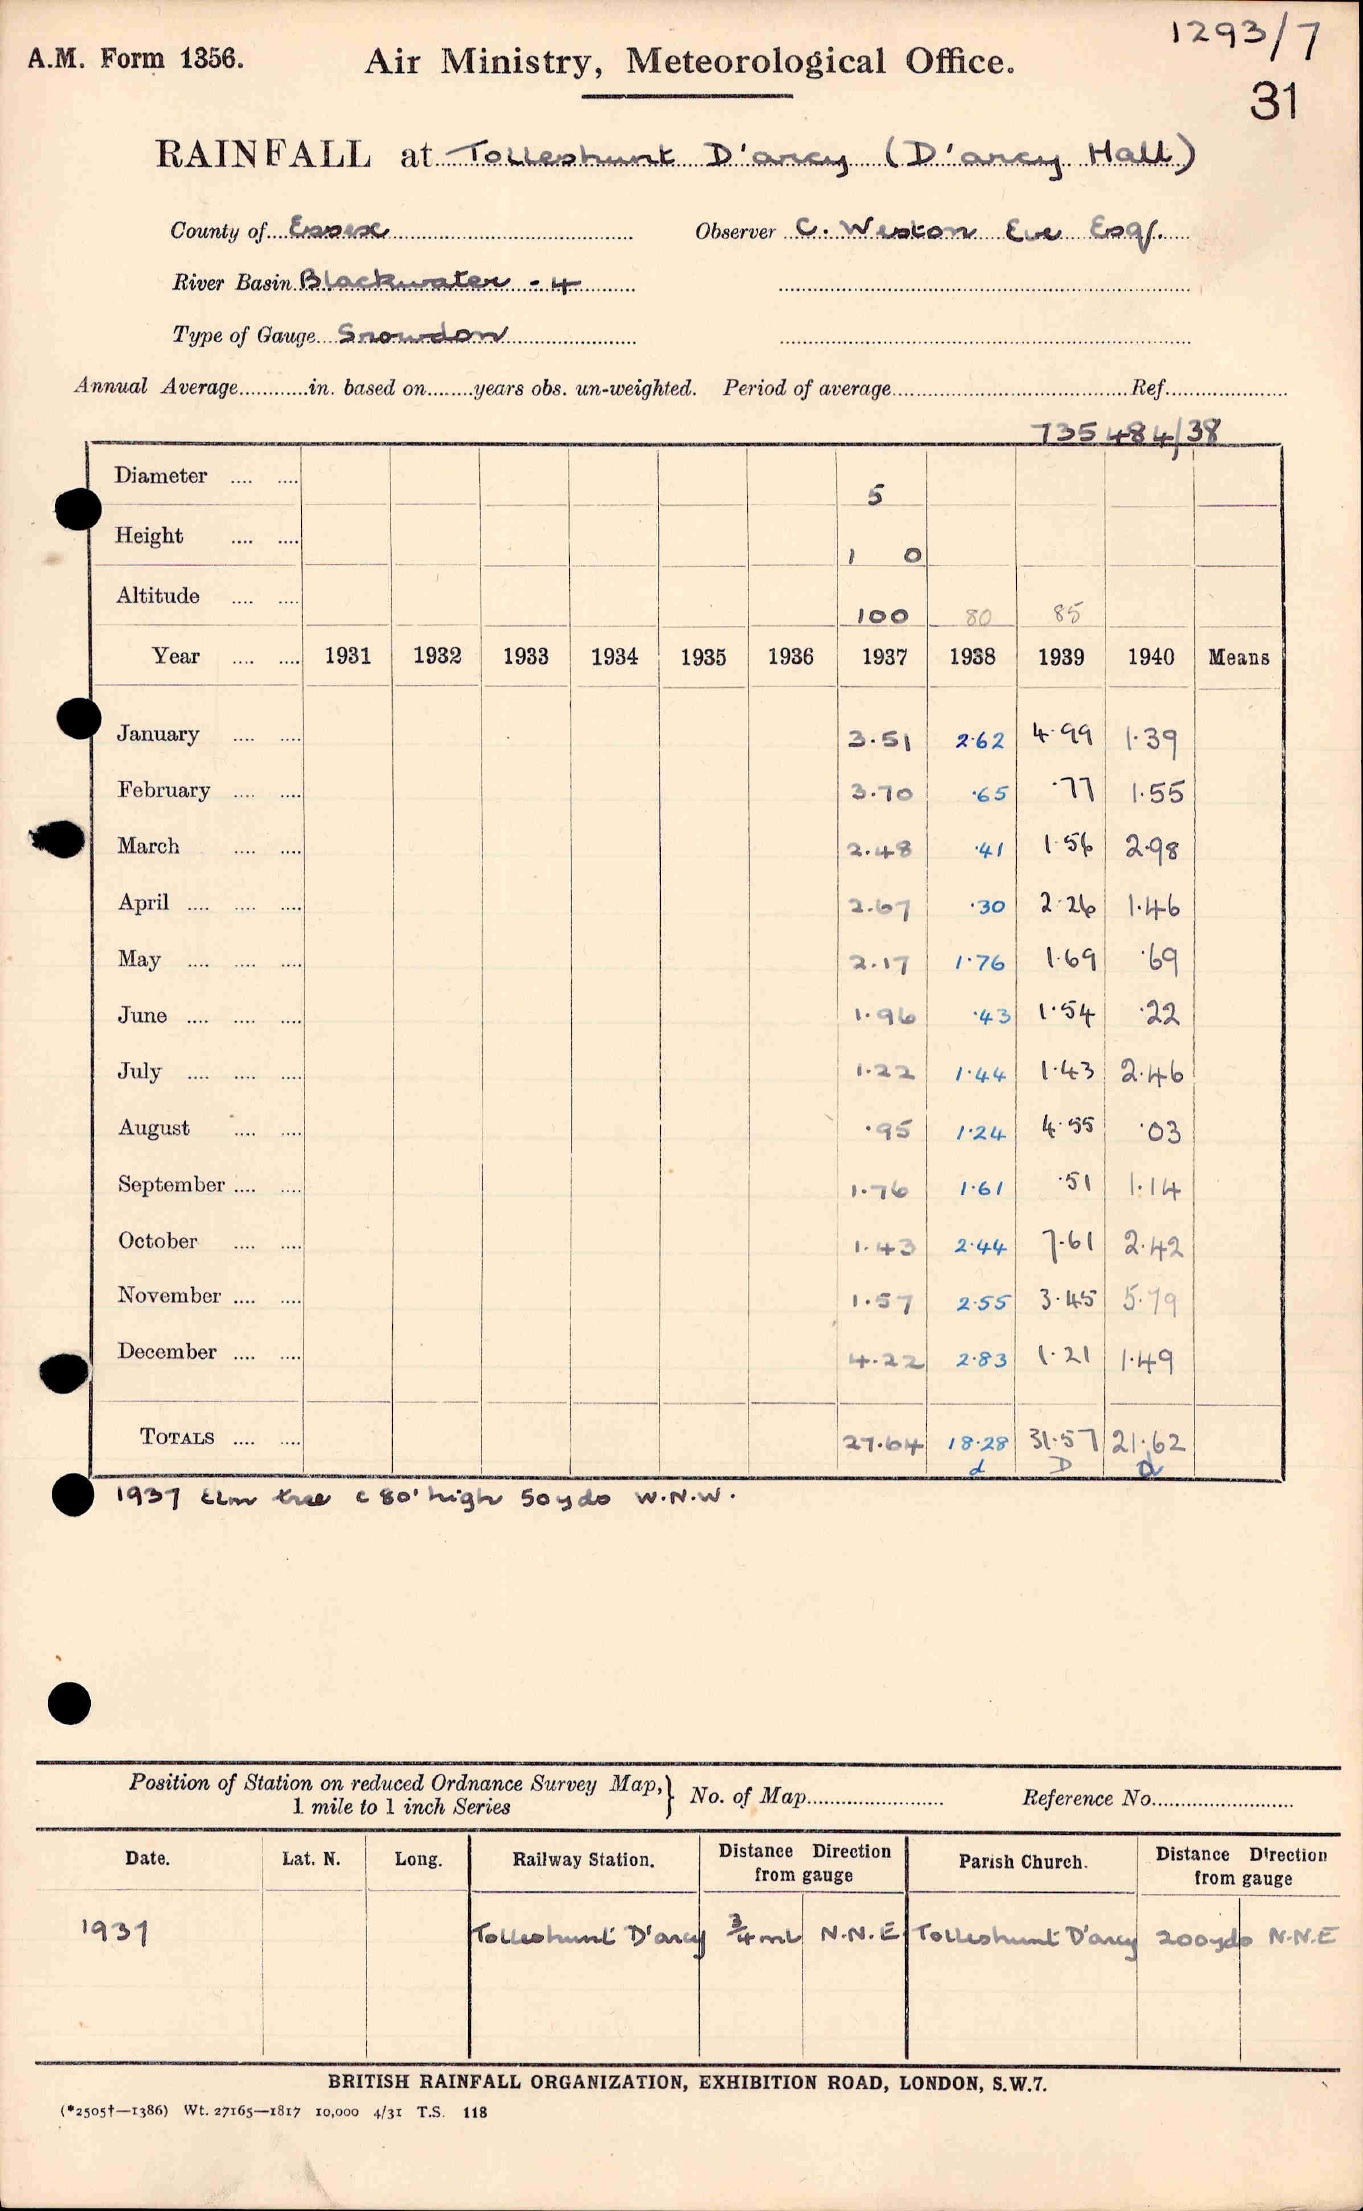 1293/7
A.M. Form 1356. Air Ministry, Meteorological Office.
31
RAINFALL at Tolleshunt D'arcy (D'arcy Hall)
County of Essex Observer C. Weston Eve Esq.
River Basin Blackwater - 4
Type of Gauge Snowdon
Annual Average............in. based on........years obs. un-weighted. Period of average........................................Ref.....................
735484/38
Diameter .... .... 5
Height .... .... 1 0
Altitude .... .... 100 80 85
Year .... .... 1931 1932 1933 1934 1935 1936 1937 1938 1939 1940 Means
January .... .... 3.51 2.62 4.99 1.39
February .... .... 3.70 .65 .77 1.55
March .... .... 2.48 .41 1.56 2.98
April .... .... .... 2.67 .30 2.26 1.46
May .... .... .... 2.17 1.76 1.69 .69
June .... .... .... 1.96 .43 1.54 .22
July .... .... .... 1.22 1.44 1.43 2.46
August .... .... .95 1.24 4.55 .03
September .... .... 1.76 1.61 .51 1.14
October .... .... 1.43 2.44 7.61 2.42
November .... .... 1.57 2.55 3.45 5.79
December .... .... 4.22 2.83 1.21 1.49
TOTALS .... .... 27.64 18.28 31.57 21.62
d D d
1937 Elm tree c 80' high 50 yds W.N.W.
Position of Station on reduced Ordnance Survey Map,} No. of Map........................ Reference No.........................
1 mile to 1 inch Series
Date. Lat. N. Long. Railway Station. Distance Direction from gauge Parish Church. Distance Direction from gauge
1937 Tolleshunt D'arcy 3/4 ml N.N.E. Tolleshunt D'arcy 200yds N.N.E
BRITISH RAINFALL ORGANIZATION, EXHIBITION ROAD, LONDON, S.W.7.
(*2505†—1386) Wt. 27165—1817 10,000 4/31 T.S. 118